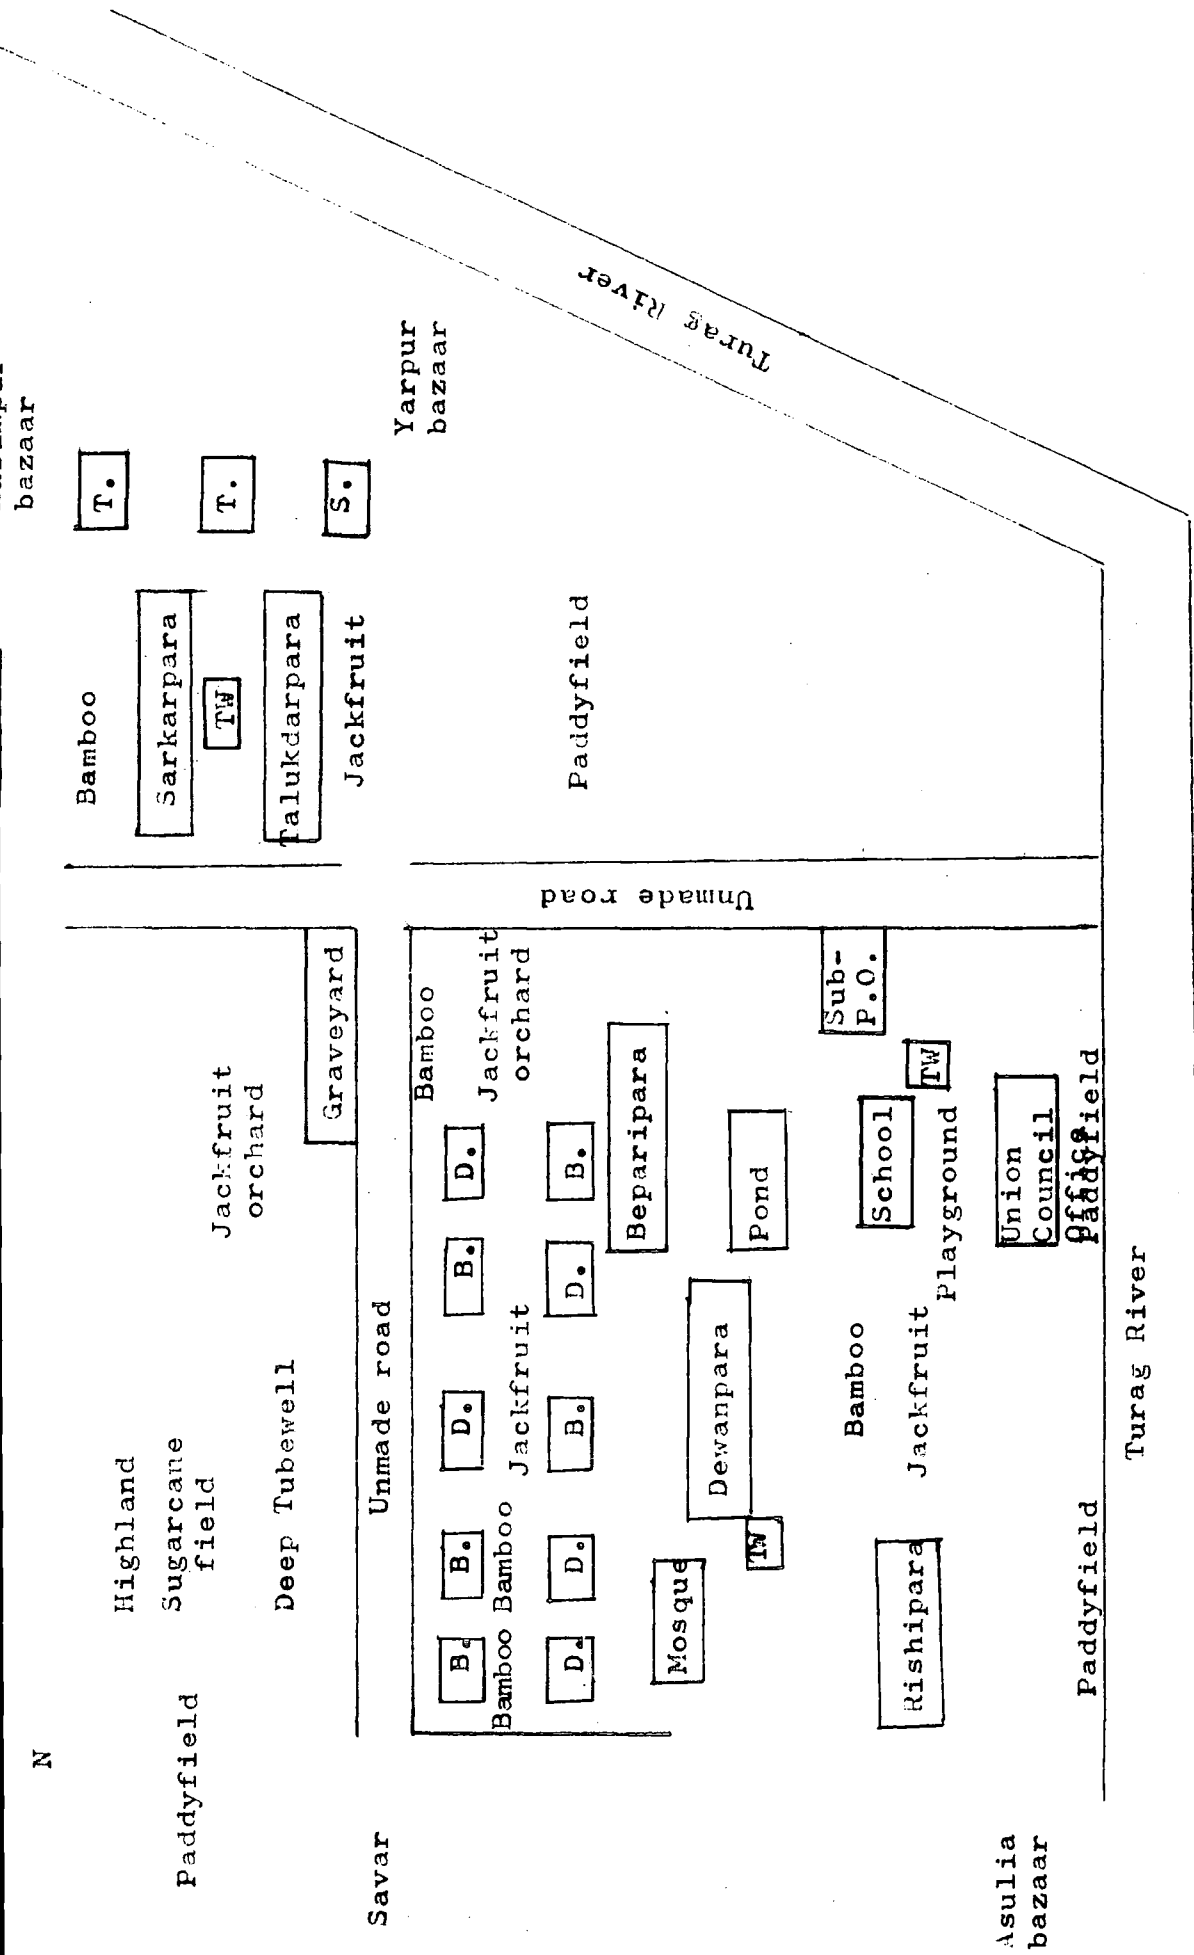 N
bazaar
Highland
Sugarcane
field
Paddyfield
Jackfruit
orchard
Deep Tubewell
Graveyard
Bamboo
Sarkarpara
TW
Talukdarpara
Jackfruit
T.
T.
S.
Yarpur
bazaar
Savar
Unmade road
Unmade road
Bamboo
Jackfruit
orchard
B.
B.
D.
B.
D.
Bamboo
Bamboo
Jackfruit
D.
D.
B.
D.
B.
Beparipara
Mosque
Dewanpara
TW
Pond
Sub-
P.O.
Paddyfield
Turag River
Bamboo
Jackfruit
School
TW
Playground
Rishipara
Union
Council
Office
Paddyfield
Paddyfield
Asulia
bazaar
Turag River